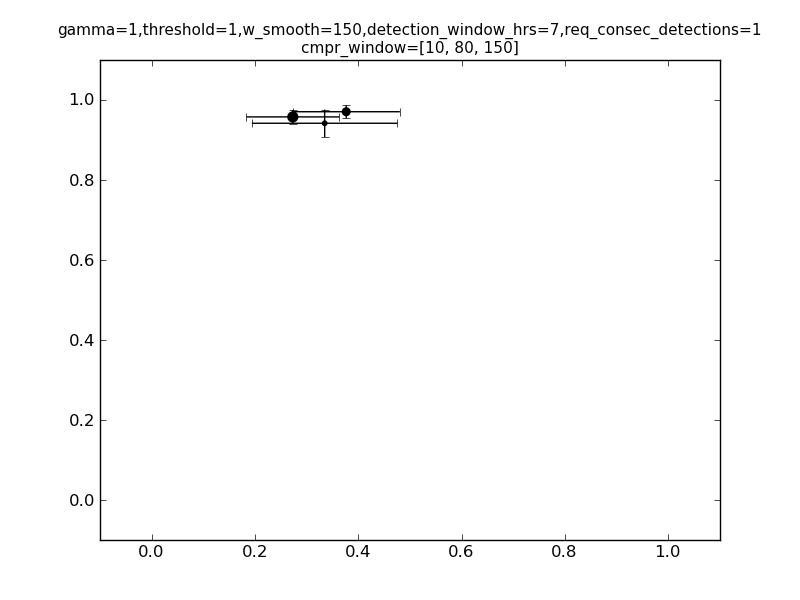 gamma=1,threshold=1,w_smooth=150,detection_window_hrs=7,req_consec_detections=1
cmpr_window=[10, 80, 150]
1.0
0.8
0.6
0.4
0.2
0.0
0.0 0.2 0.4 0.6 0.8 1.0